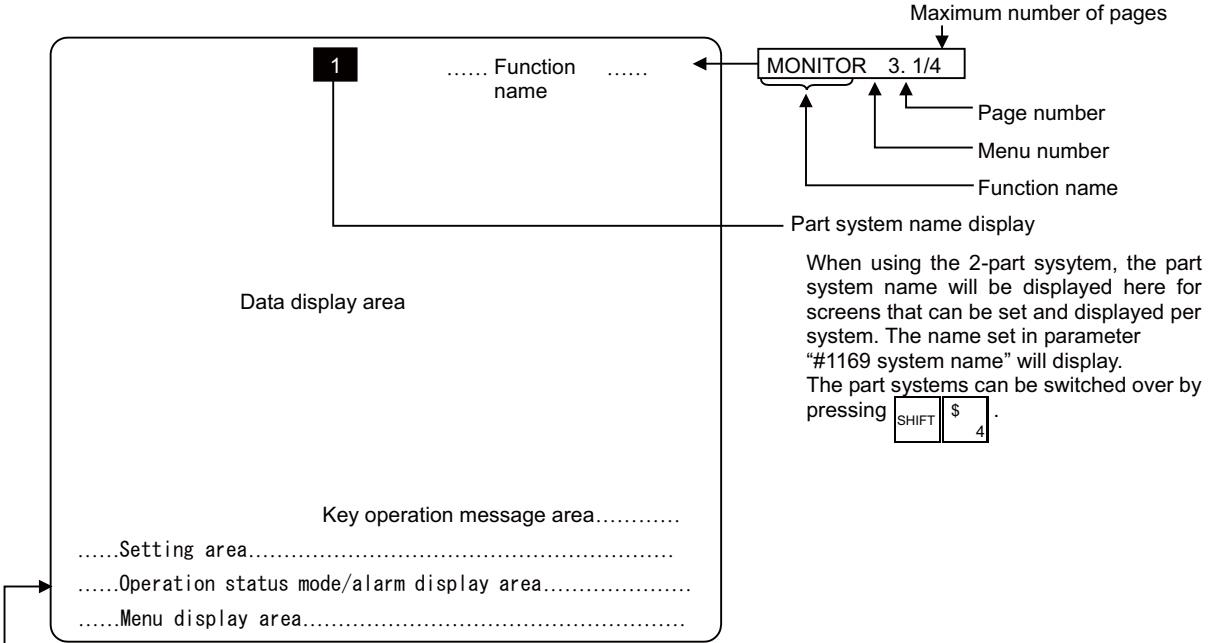 Maximum number of pages
1
...... Function ......
name
MONITOR 3. 1/4
Page number
Menu number
Function name
Part system name display
When using the 2-part sysytem, the part
system name will be displayed here for
screens that can be set and displayed per
system. The name set in parameter
“#1169 system name” will display.
The part systems can be switched over by
pressing SHIFT $ 4 .
Data display area
Key operation message area............
......Setting area...........................................................
......Operation status mode/alarm display area.....................
......Menu display area......................................................